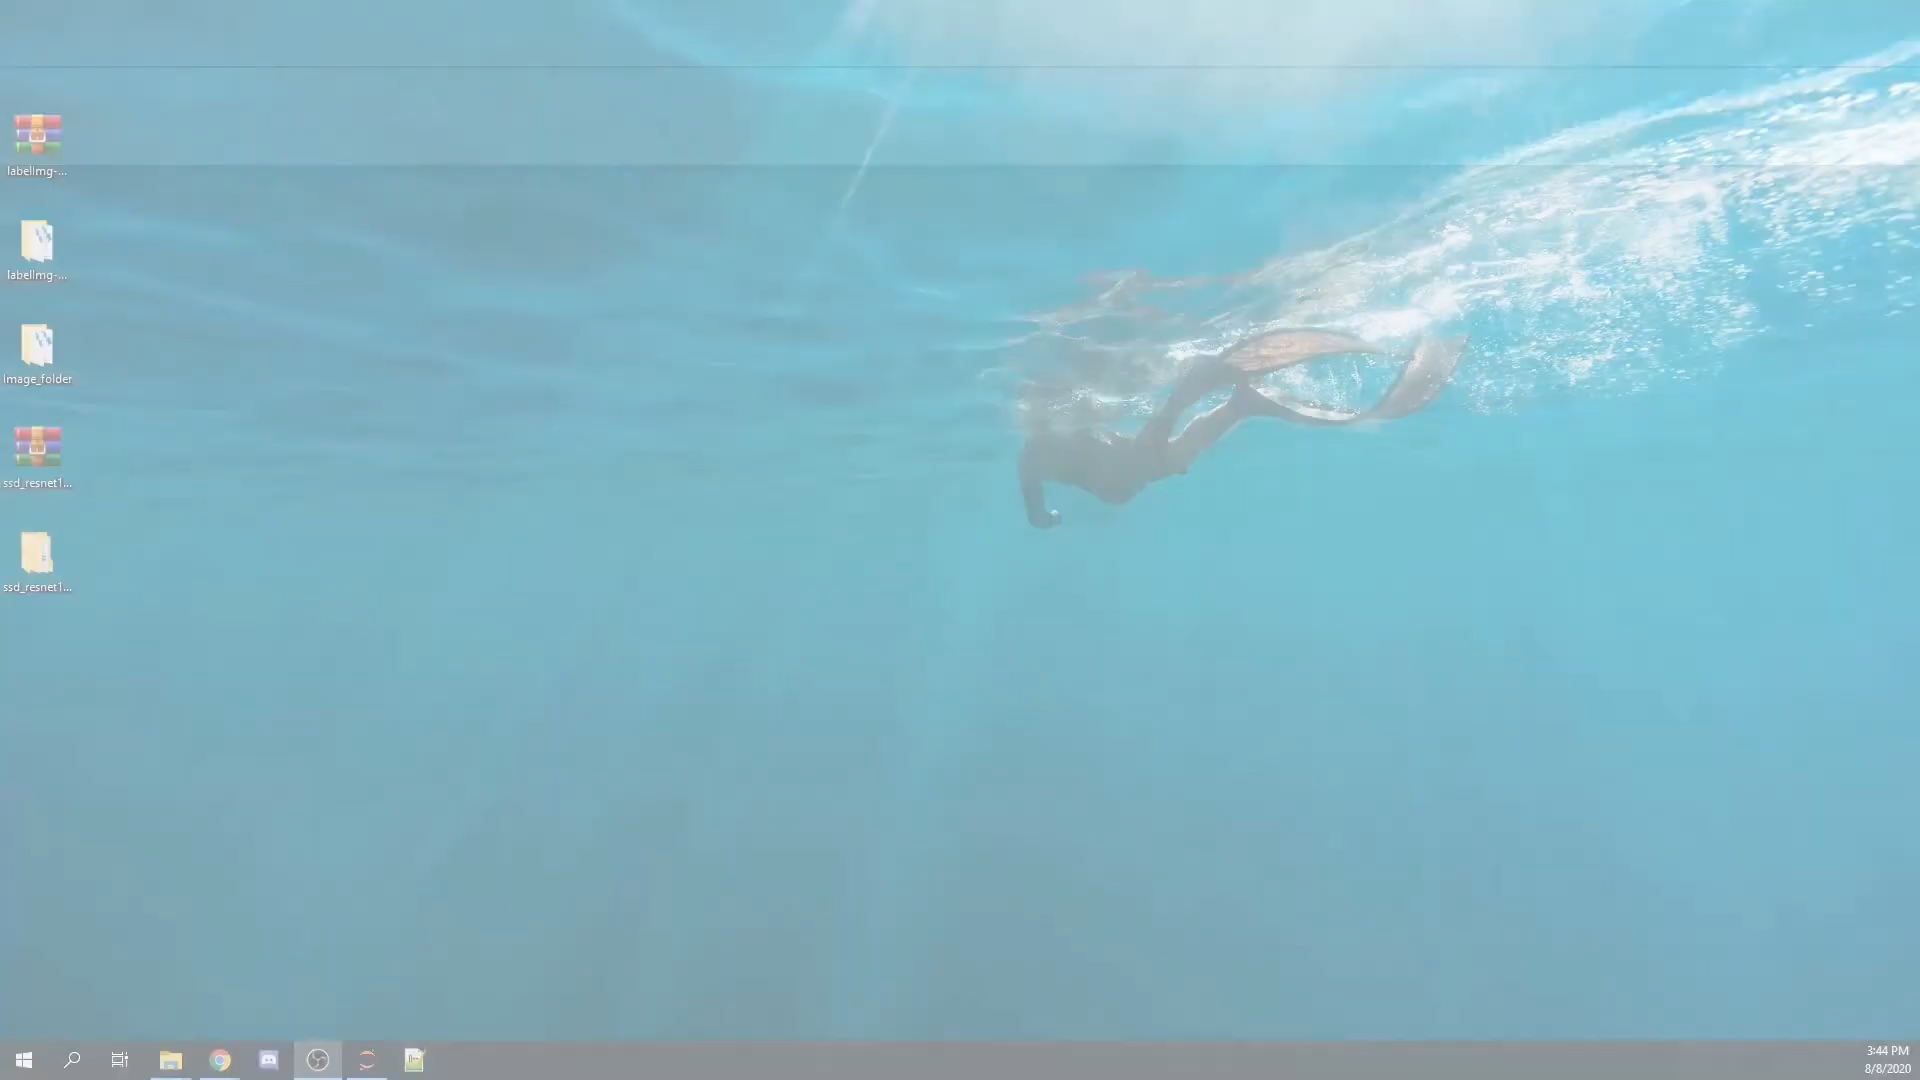 labelImg-...
labelImg-...
Image_folder
ssd_resnet1...
ssd_resnet1...
3:44 PM
8/8/2020